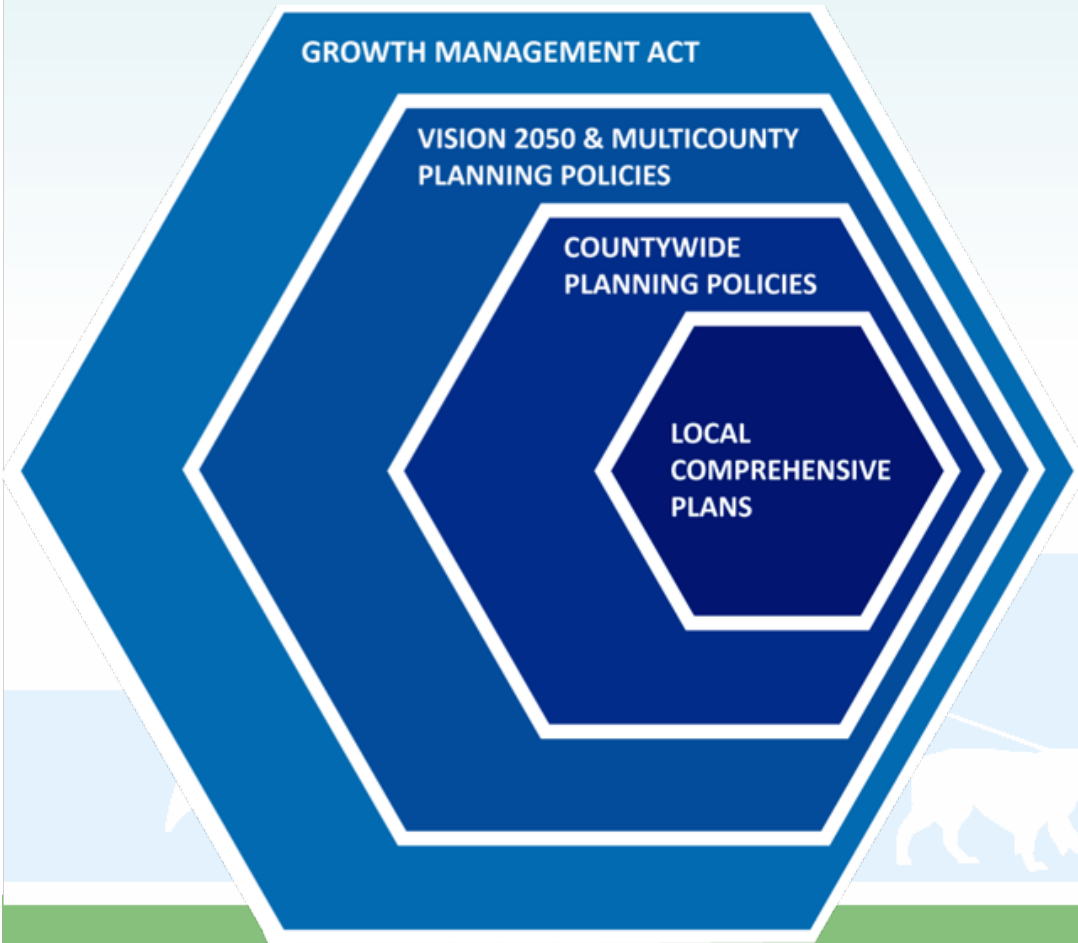 GROWTH MANAGEMENT ACT
VISION 2050 & MULTICOUNTY
PLANNING POLICIES
COUNTYWIDE
PLANNING POLICIES
LOCAL
COMPREHENSIVE
PLANS